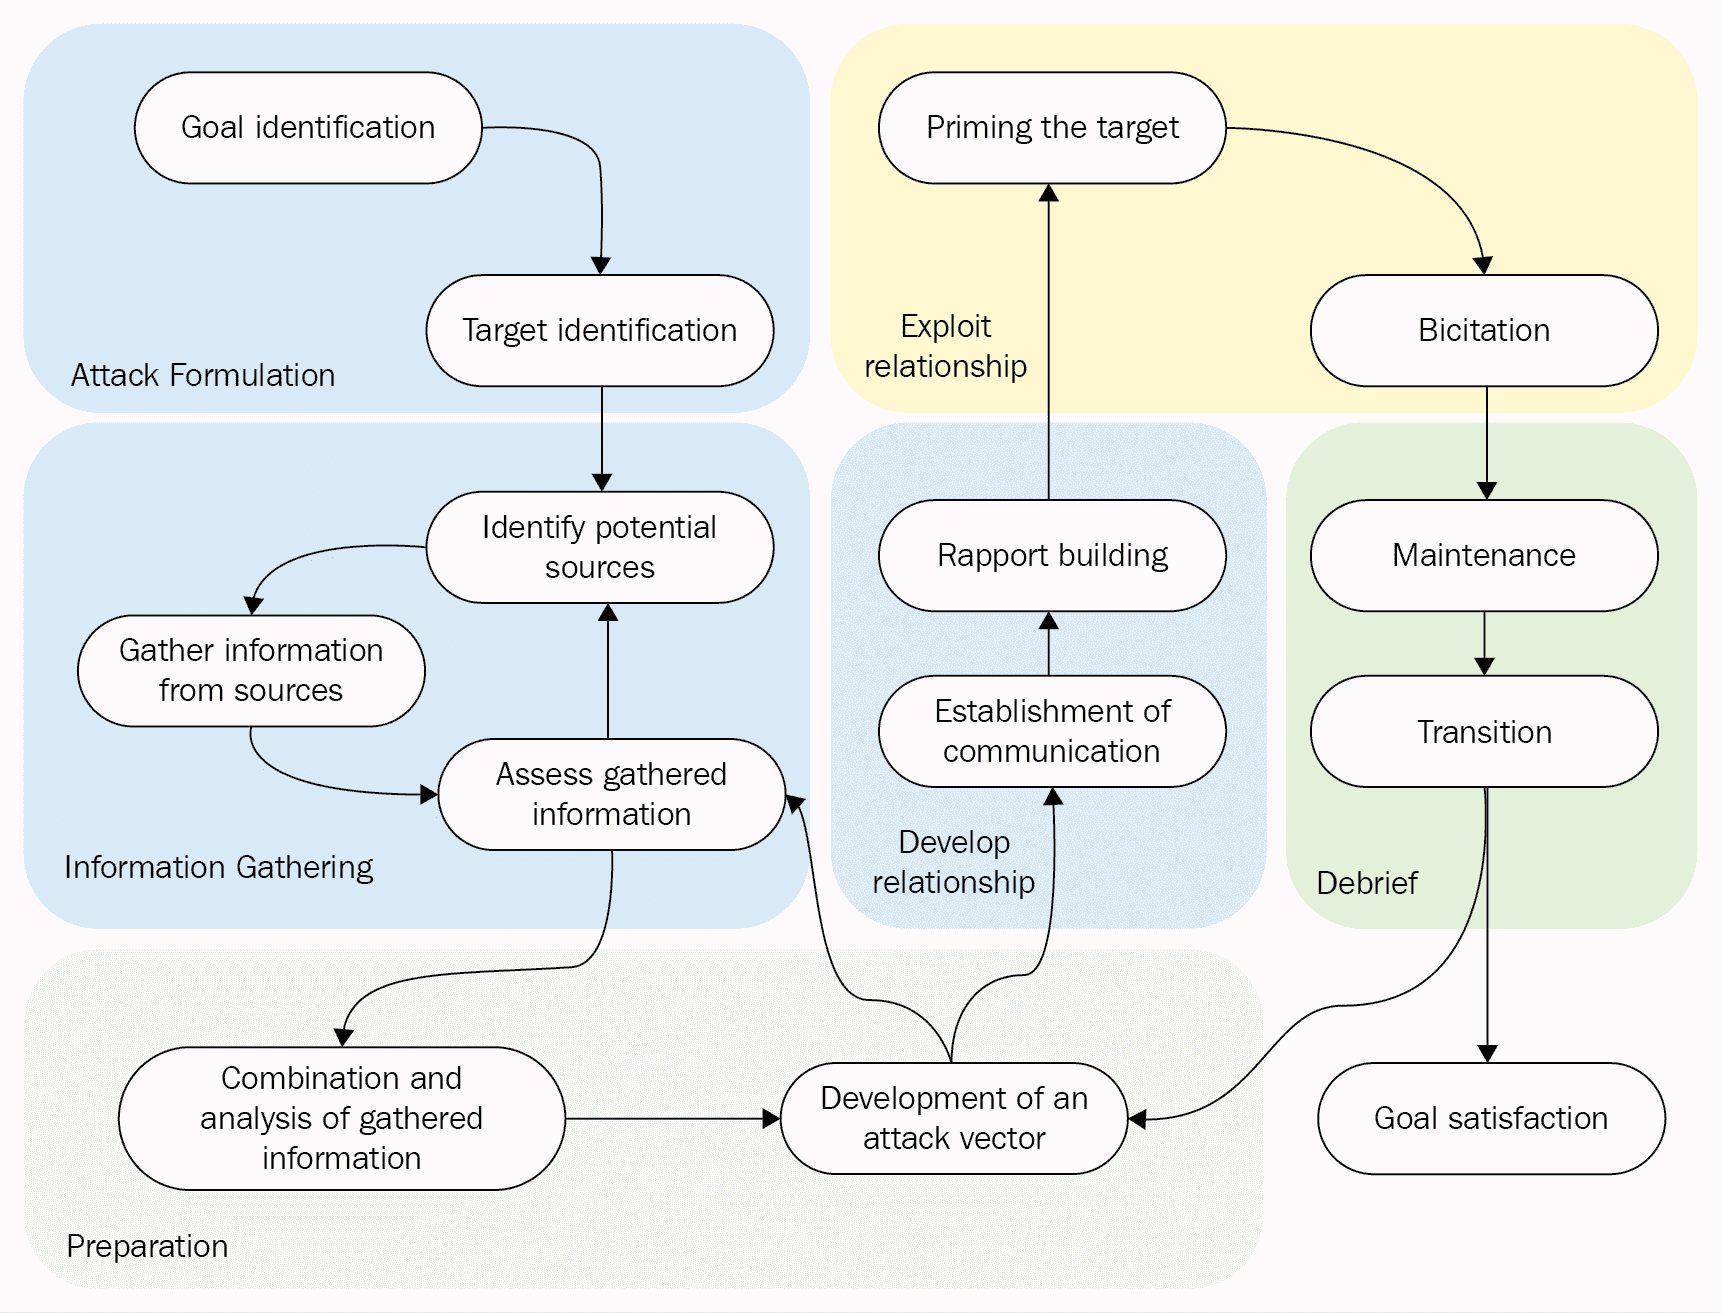 Goal identification
Target identification
Attack Formulation
Identify potential
sources
Gather information
from sources
Assess gathered
information
Information Gathering
Combination and
analysis of gathered
information
Development of an
attack vector
Preparation
Establishment of
communication
Rapport building
Develop
relationship
Priming the target
Bicitation
Exploit
relationship
Maintenance
Transition
Debrief
Goal satisfaction